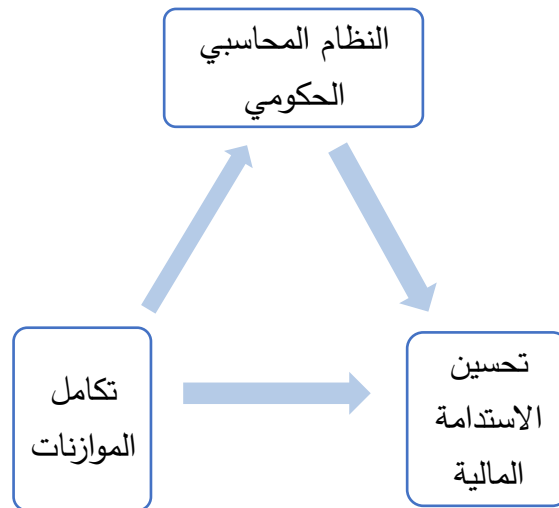 النظام المحاسبي
الحكومي
تكامل
الموازنات
تحسين
الاستدامة
المالية